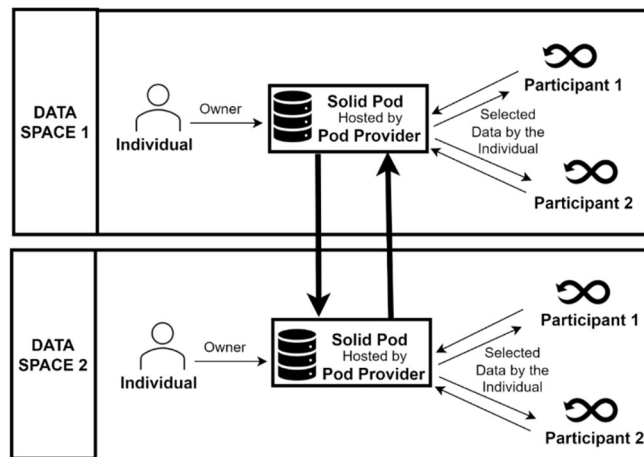 DATA
SPACE 1
Individual
Owner
Solid Pod
Hosted by
Pod Provider
Selected
Data by the
Individual
Participant 1
Participant 2
DATA
SPACE 2
Individual
Owner
Solid Pod
Hosted by
Pod Provider
Selected
Data by the
Individual
Participant 1
Participant 2